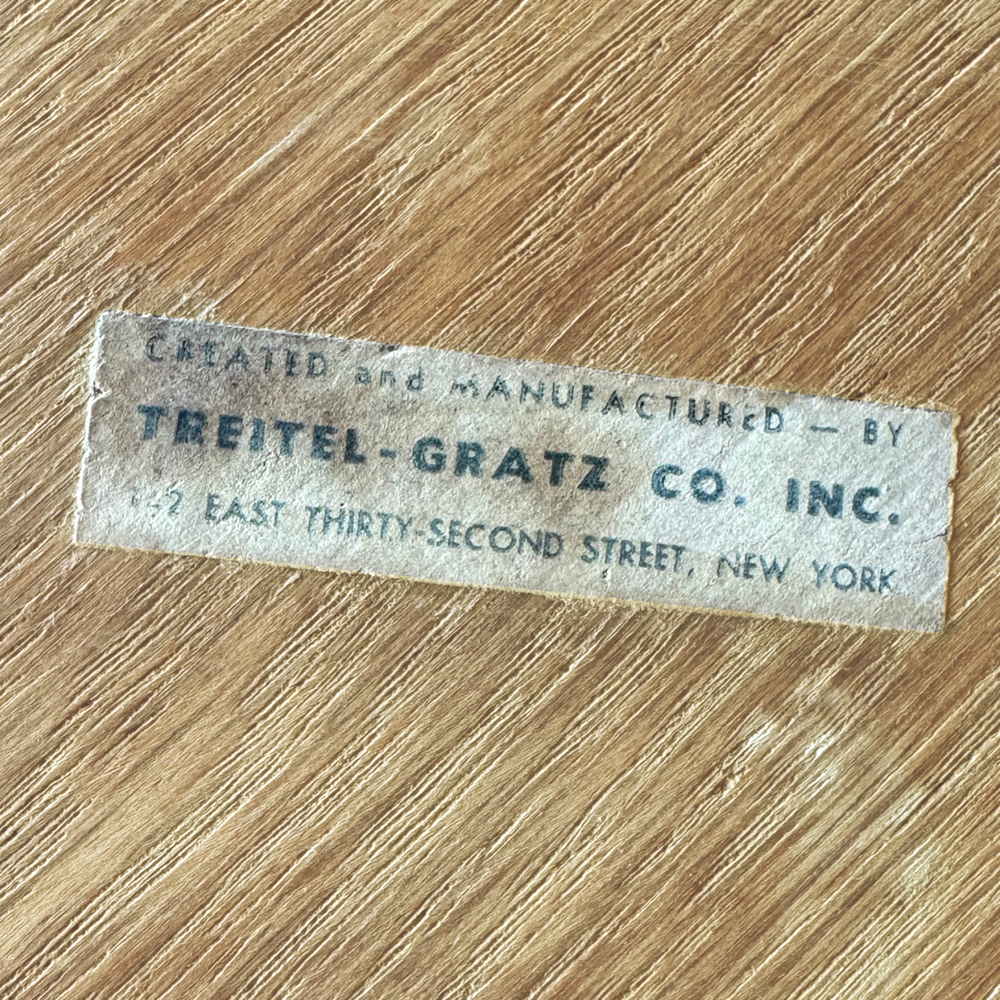 CREATED and MANUFACTURED — BY
TREITEL-GRATZ CO. INC.
EAST THIRTY-SECOND STREET, NEW YORK